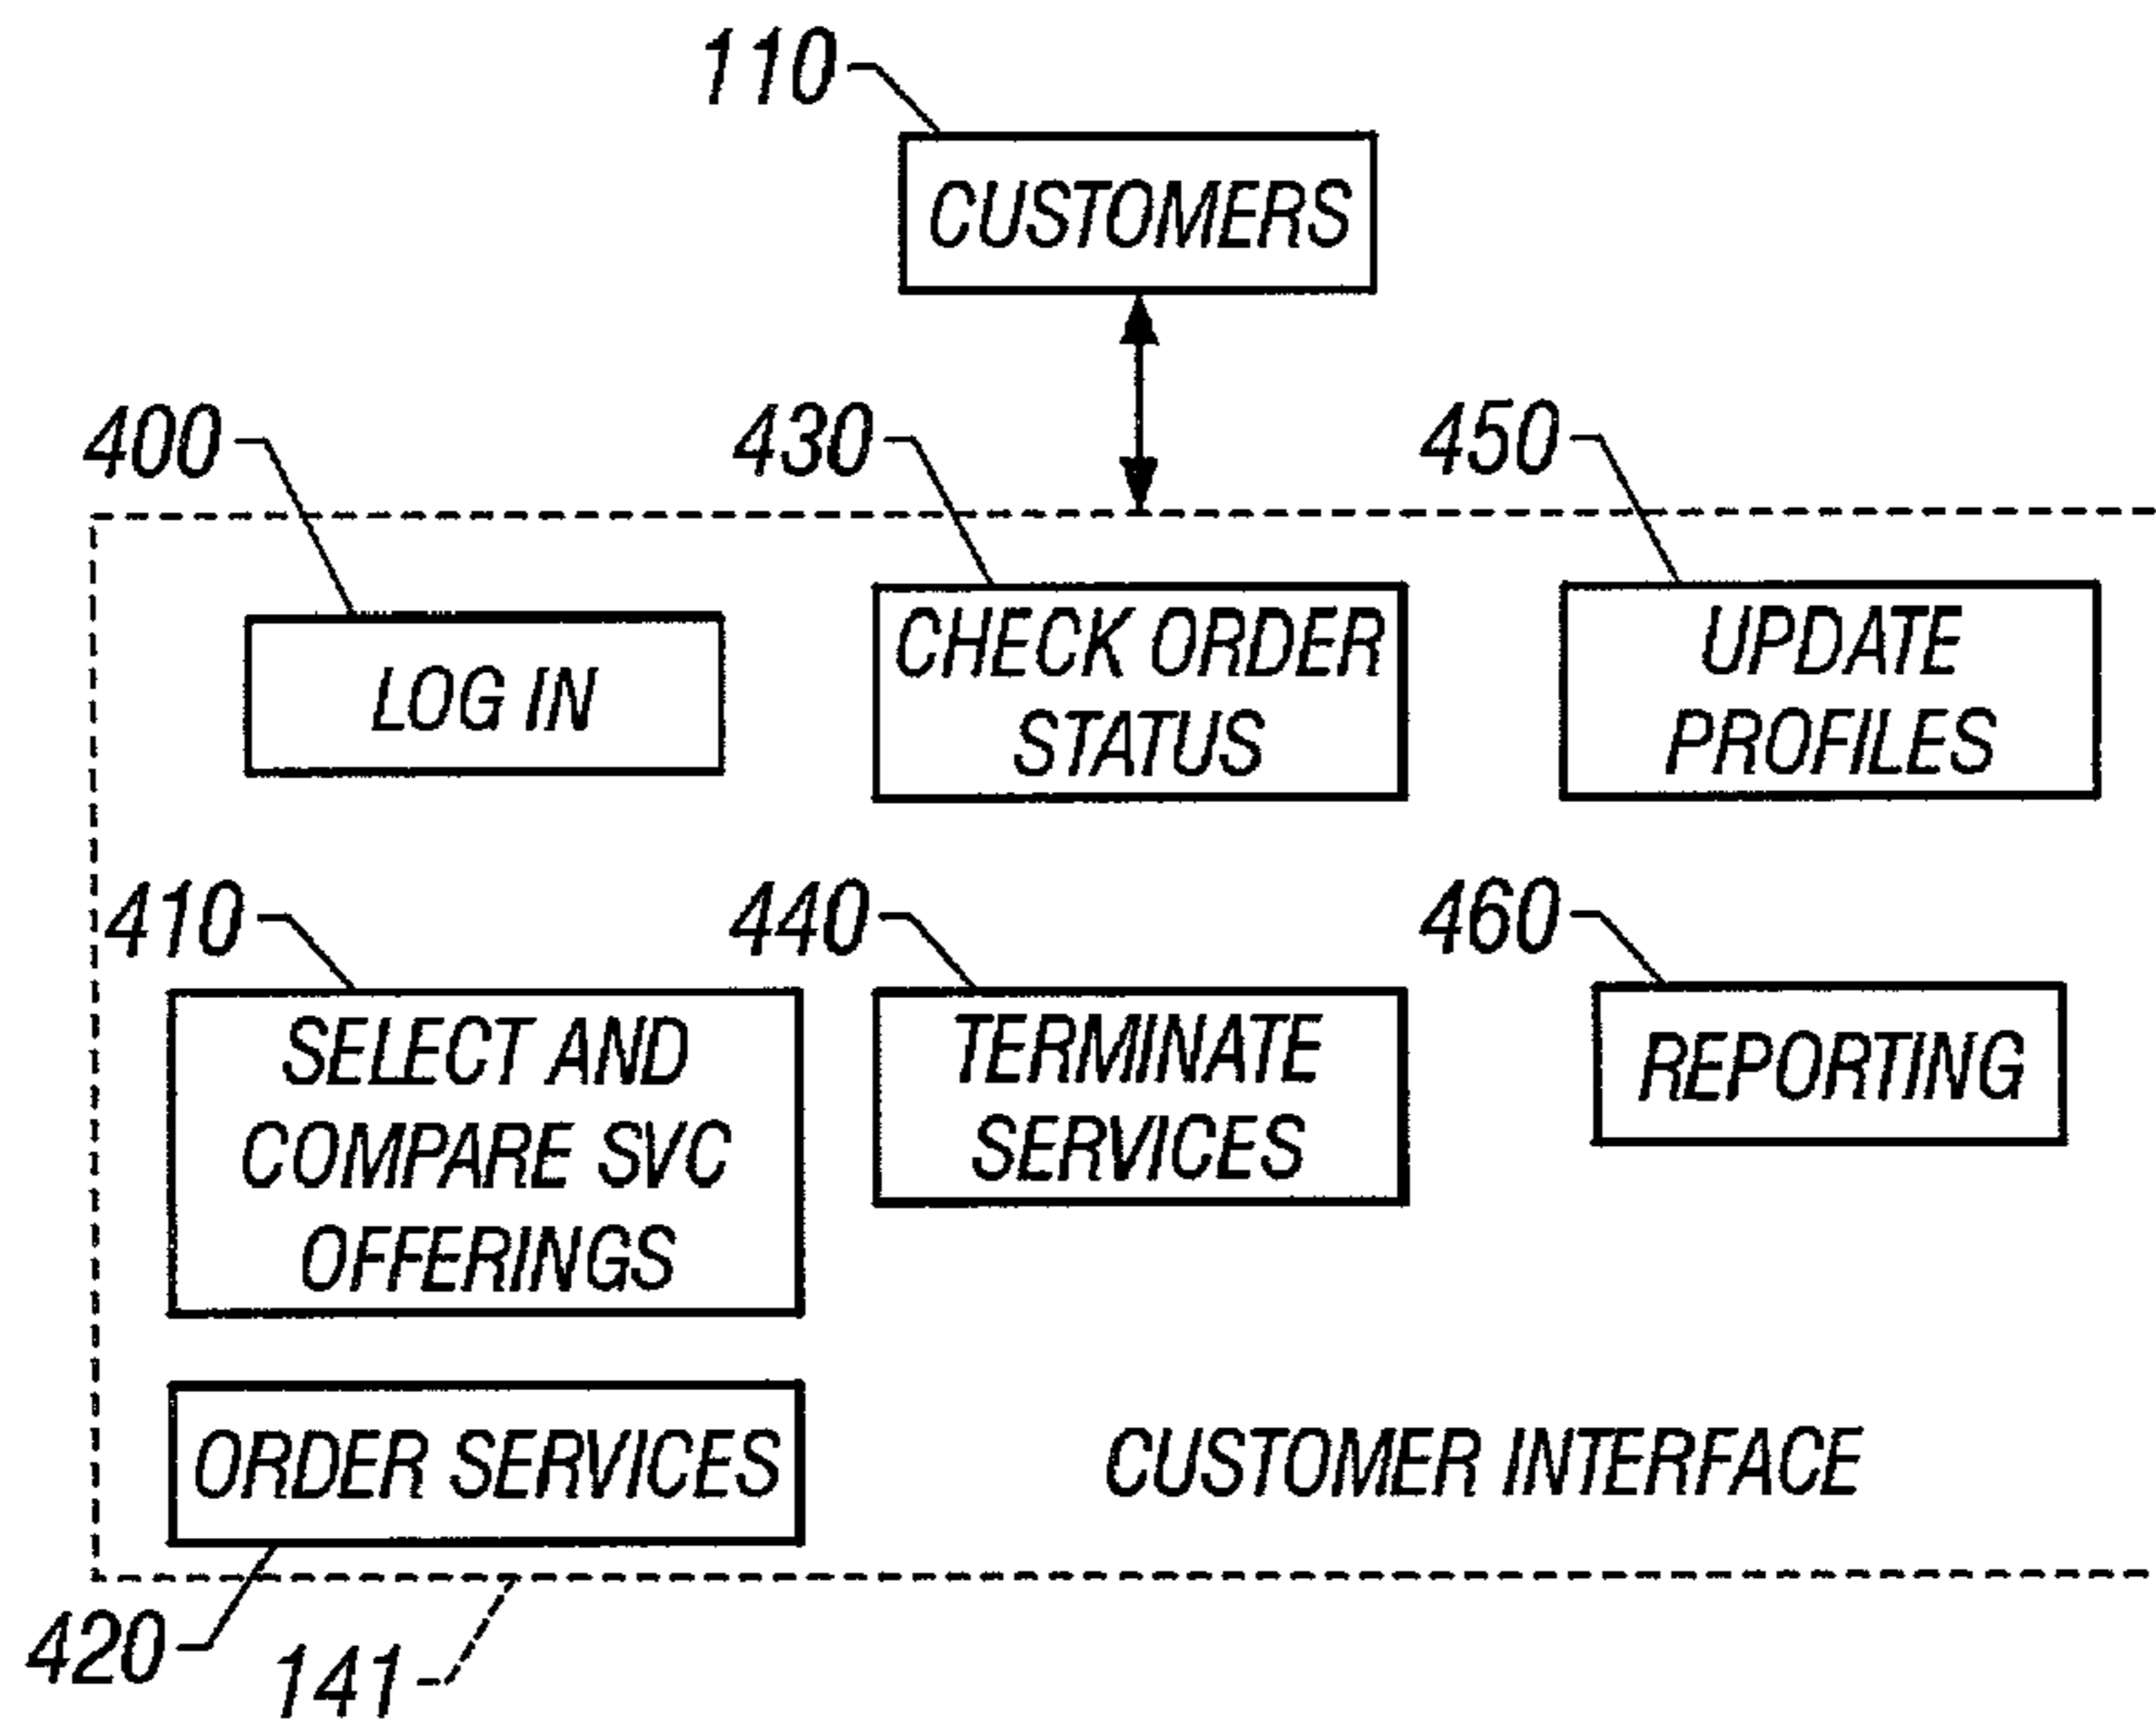 110
CUSTOMERS
400
430
450
LOG IN
CHECK ORDER
STATUS
UPDATE
PROFILES
410
440
460
SELECT AND
COMPARE SVC
OFFERINGS
TERMINATE
SERVICES
REPORTING
ORDER SERVICES
CUSTOMER INTERFACE
420
141